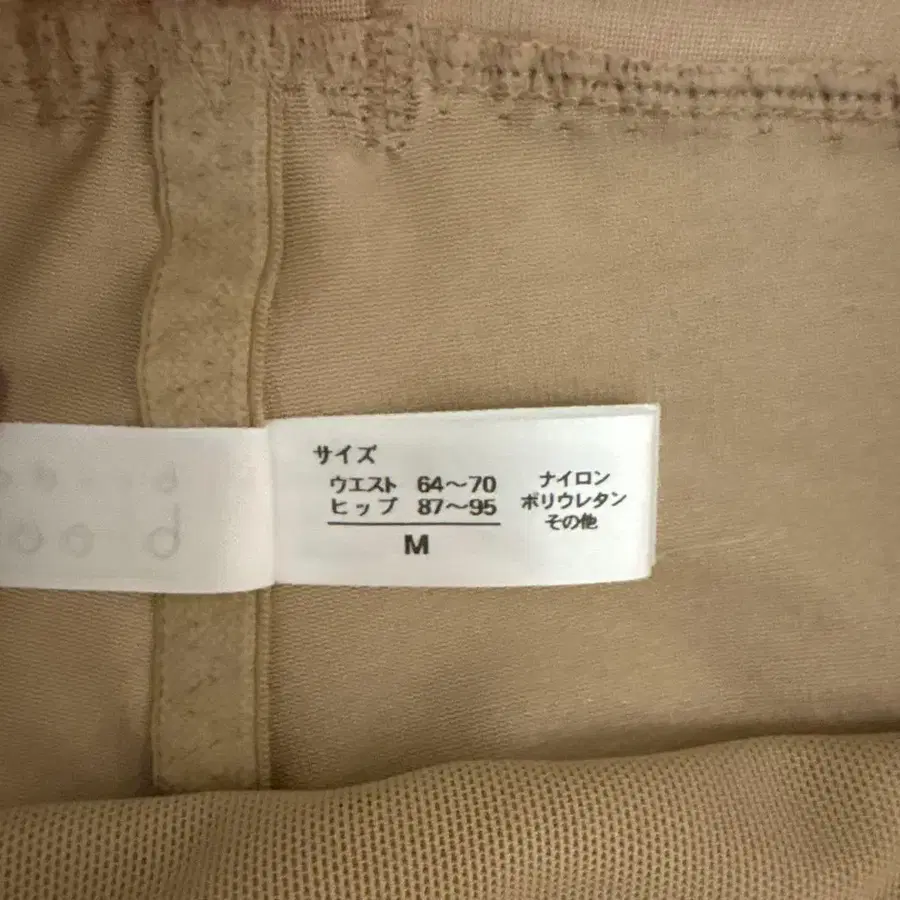 サイズ
ウエスト 64～70
ヒップ 87～95
M
ナイロン
ポリウレタン
その他